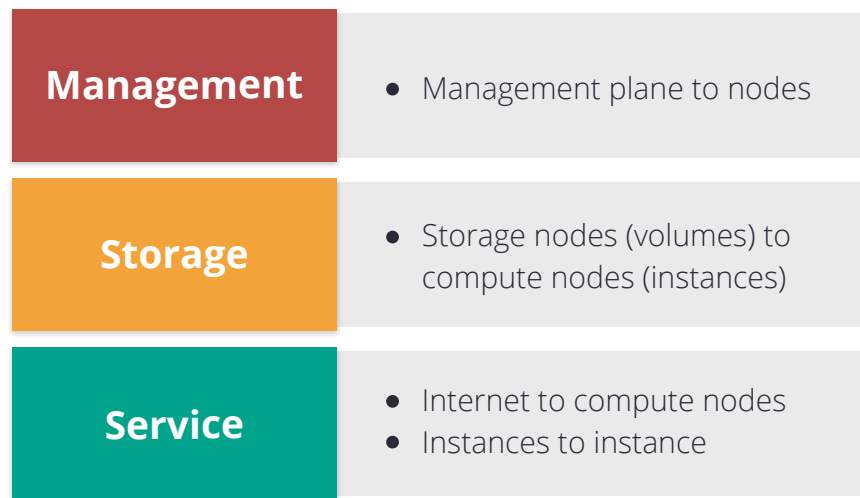 Management
• Management plane to nodes
Storage
• Storage nodes (volumes) to
compute nodes (instances)
Service
• Internet to compute nodes
• Instances to instance